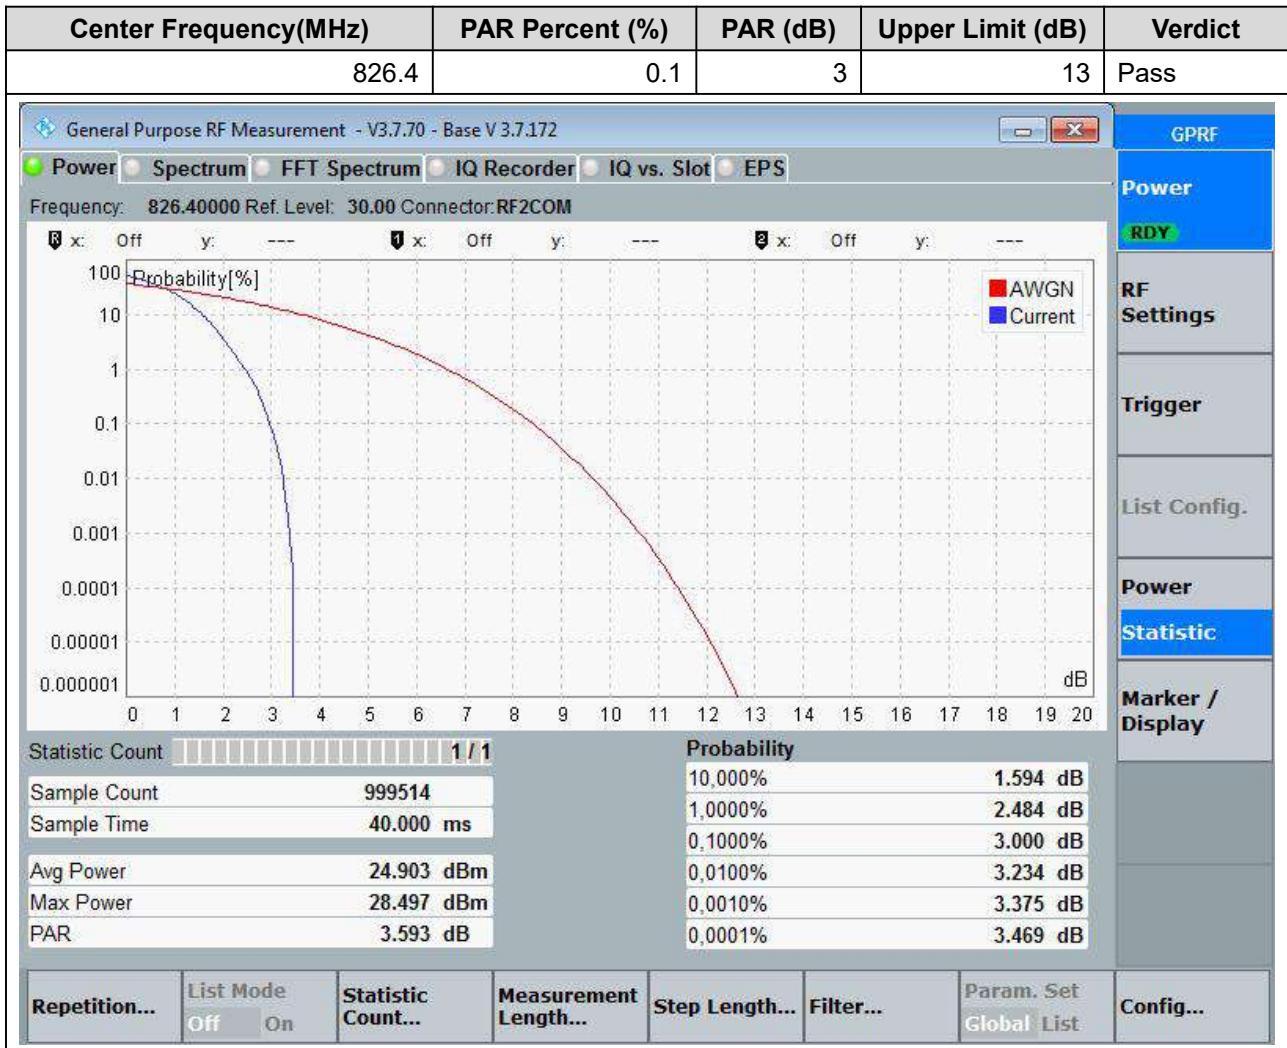 Center Frequency(MHz) PAR Percent (%) PAR (dB) Upper Limit (dB) Verdict
826.4 0.1 3 13 Pass
General Purpose RF Measurement - V3.7.70 - Base V 3.7.172
GPRF
Power Spectrum FFT Spectrum IQ Recorder IQ vs. Slot EPS
Frequency: 826.40000 Ref. Level: 30.00 Connector:RF2COM
R x: Off y: --- 1 x: Off y: --- 2 x: Off y: ---
Probability[%]
AWGN
Current
100
10
1
0.1
0.01
0.001
0.0001
0.00001
0.000001
dB
0 1 2 3 4 5 6 7 8 9 10 11 12 13 14 15 16 17 18 19 20
Statistic Count 1 / 1
Sample Count 999514
Sample Time 40.000 ms
Avg Power 24.903 dBm
Max Power 28.497 dBm
PAR 3.593 dB
Probability
10,000% 1.594 dB
1,0000% 2.484 dB
0,1000% 3.000 dB
0,0100% 3.234 dB
0,0010% 3.375 dB
0,0001% 3.469 dB
Power
RDY
RF
Settings
Trigger
List Config.
Power
Statistic
Marker /
Display
Repetition...
List Mode
Off On
Statistic
Count...
Measurement
Length...
Step Length...
Filter...
Param. Set
Global List
Config...